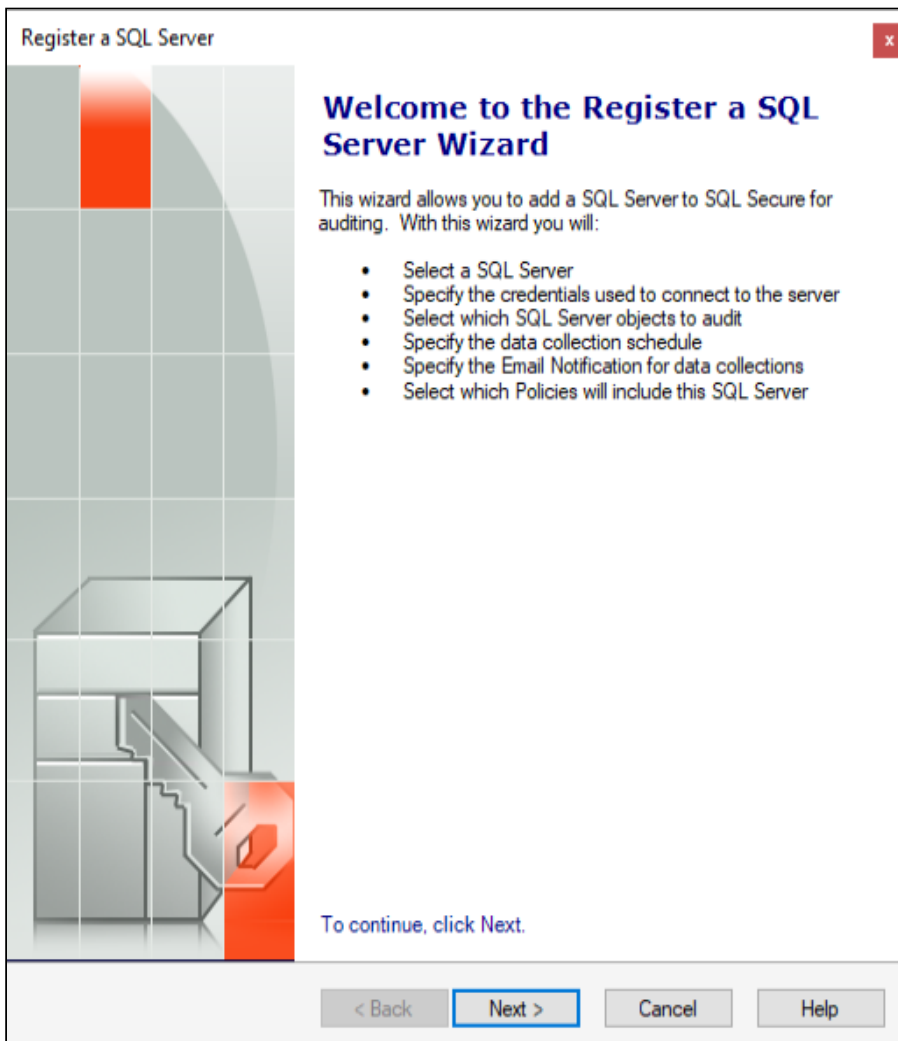 Register a SQL Server
x
Welcome to the Register a SQL
Server Wizard
This wizard allows you to add a SQL Server to SQL Secure for
auditing.  With this wizard you will:
• Select a SQL Server
• Specify the credentials used to connect to the server
• Select which SQL Server objects to audit
• Specify the data collection schedule
• Specify the Email Notification for data collections
• Select which Policies will include this SQL Server
To continue, click Next.
< Back
Next >
Cancel
Help